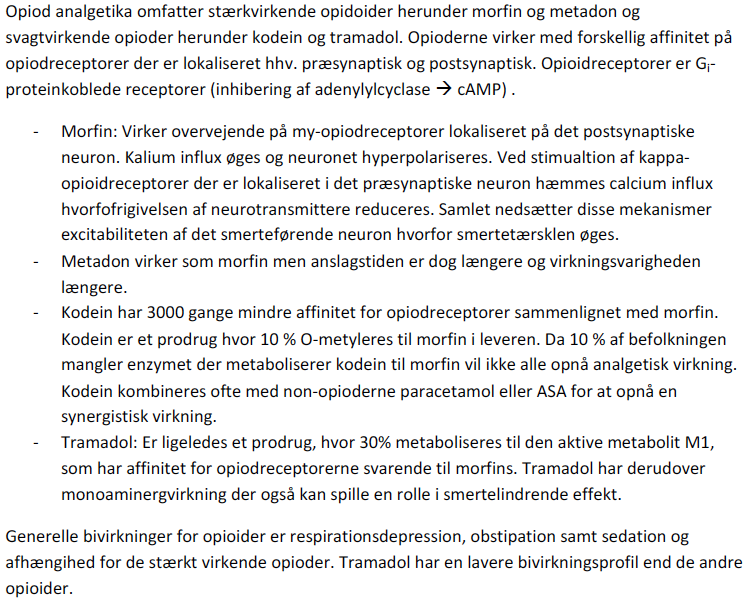 Opiod analgetika omfatter stærkvirkende opidoider herunder morfin og metadon og
svagtvirkende opioder herunder kodein og tramadol. Opioderne virker med forskellig affinitet på
opiodreceptorer der er lokaliseret hhv. præsynaptisk og postsynaptisk. Opioidreceptorer er Gi-
proteinkoblede receptorer (inhibering af adenylylcyclase → cAMP) .
- Morfin: Virker overvejende på my-opiodreceptorer lokaliseret på det postsynaptiske
neuron. Kalium influx øges og neuronet hyperpolariseres. Ved stimualtion af kappa-
opioidreceptorer der er lokaliseret i det præsynaptiske neuron hæmmes calcium influx
hvorfofrigivelsen af neurotransmittere reduceres. Samlet nedsætter disse mekanismer
excitabiliteten af det smerteførende neuron hvorfor smertetærsklen øges.
- Metadon virker som morfin men anslagstiden er dog længere og virkningsvarigheden
længere.
- Kodein har 3000 gange mindre affinitet for opiodreceptorer sammenlignet med morfin.
Kodein er et prodrug hvor 10 % O-metyleres til morfin i leveren. Da 10 % af befolkningen
mangler enzymet der metaboliserer kodein til morfin vil ikke alle opnå analgetisk virkning.
Kodein kombineres ofte med non-opioderne paracetamol eller ASA for at opnå en
synergistisk virkning.
- Tramadol: Er ligeledes et prodrug, hvor 30% metaboliseres til den aktive metabolit M1,
som har affinitet for opiodreceptorerne svarende til morfins. Tramadol har derudover
monoaminergvirkning der også kan spille en rolle i smertelindrende effekt.
Generelle bivirkninger for opioider er respirationsdepression, obstipation samt sedation og
afhængihed for de stærkt virkende opioder. Tramadol har en lavere bivirkningsprofil end de andre
opioider.